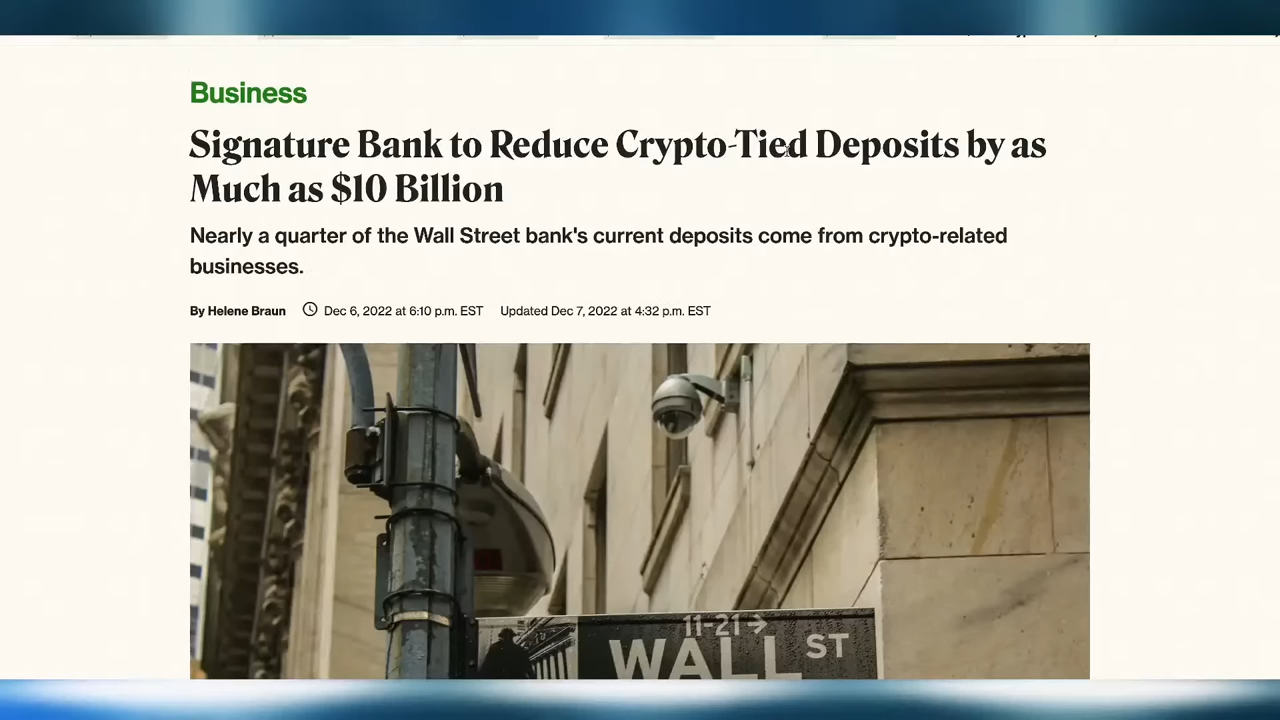 Business
Signature Bank to Reduce Crypto-Tied Deposits by as
Much as $10 Billion
Nearly a quarter of the Wall Street bank's current deposits come from crypto-related
businesses.
By Helene Braun Dec 6, 2022 at 6:10 p.m. EST Updated Dec 7, 2022 at 4:32 p.m. EST
11-21→
WALL ST